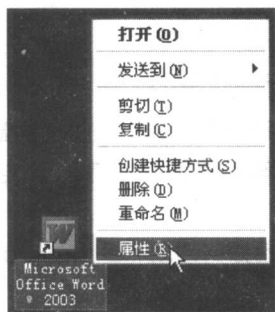 打开(O)
发送到(N)
剪切(T)
复制(C)
创建快捷方式(S)
删除(D)
重命名(M)
属性(R)
Microsoft
Office Word
2003